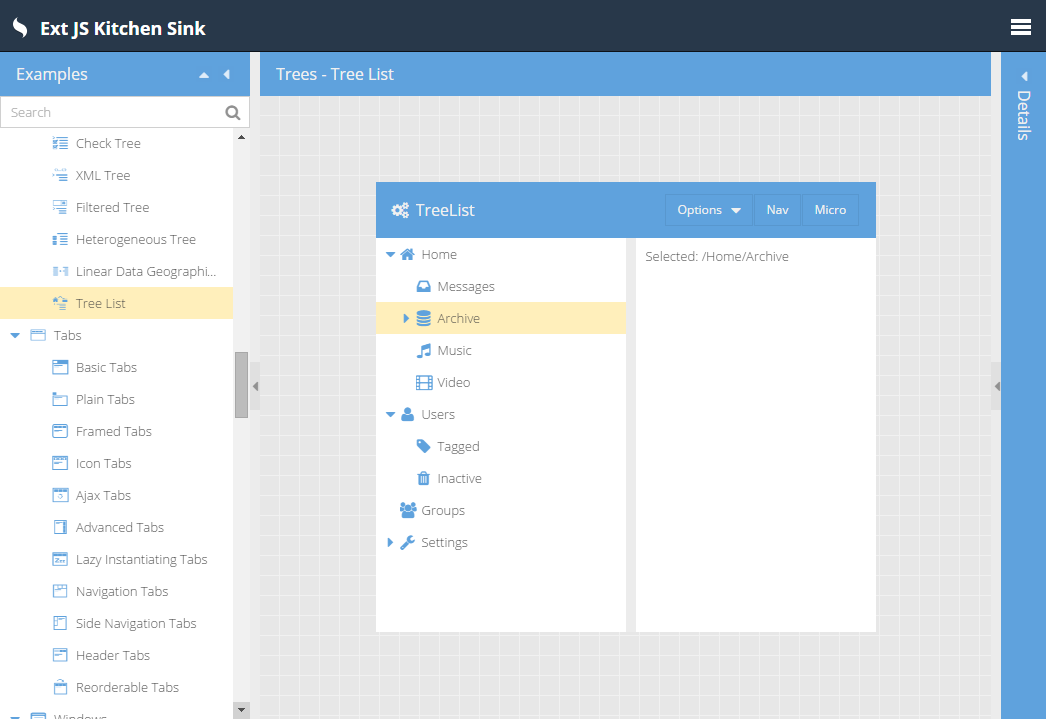 Ext JS Kitchen Sink
Examples
Search
Check Tree
XML Tree
Filtered Tree
Heterogeneous Tree
Linear Data Geographi...
Tree List
Tabs
Basic Tabs
Plain Tabs
Framed Tabs
Icon Tabs
Ajax Tabs
Advanced Tabs
Lazy Instantiating Tabs
Navigation Tabs
Side Navigation Tabs
Header Tabs
Reorderable Tabs
Windows
Trees - Tree List
TreeList
Options
Nav
Micro
Home
Messages
Archive
Music
Video
Users
Tagged
Inactive
Groups
Settings
Selected: /Home/Archive
Details